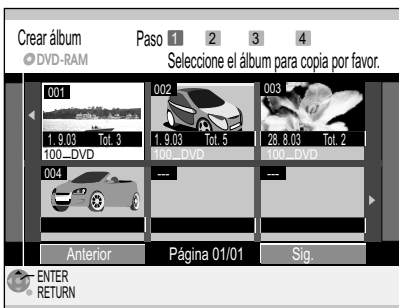 Crear álbum Paso 1 2 3 4
DVD-RAM Seleccione el álbum para copia por favor.
001 002 003
1. 9.03 Tot. 3 1. 9.03 Tot. 5 28. 8.03 Tot. 2
100_DVD 100_DVD 100_DVD
004 --- ---
Anterior Página 01/01 Sig.
ENTER
RETURN